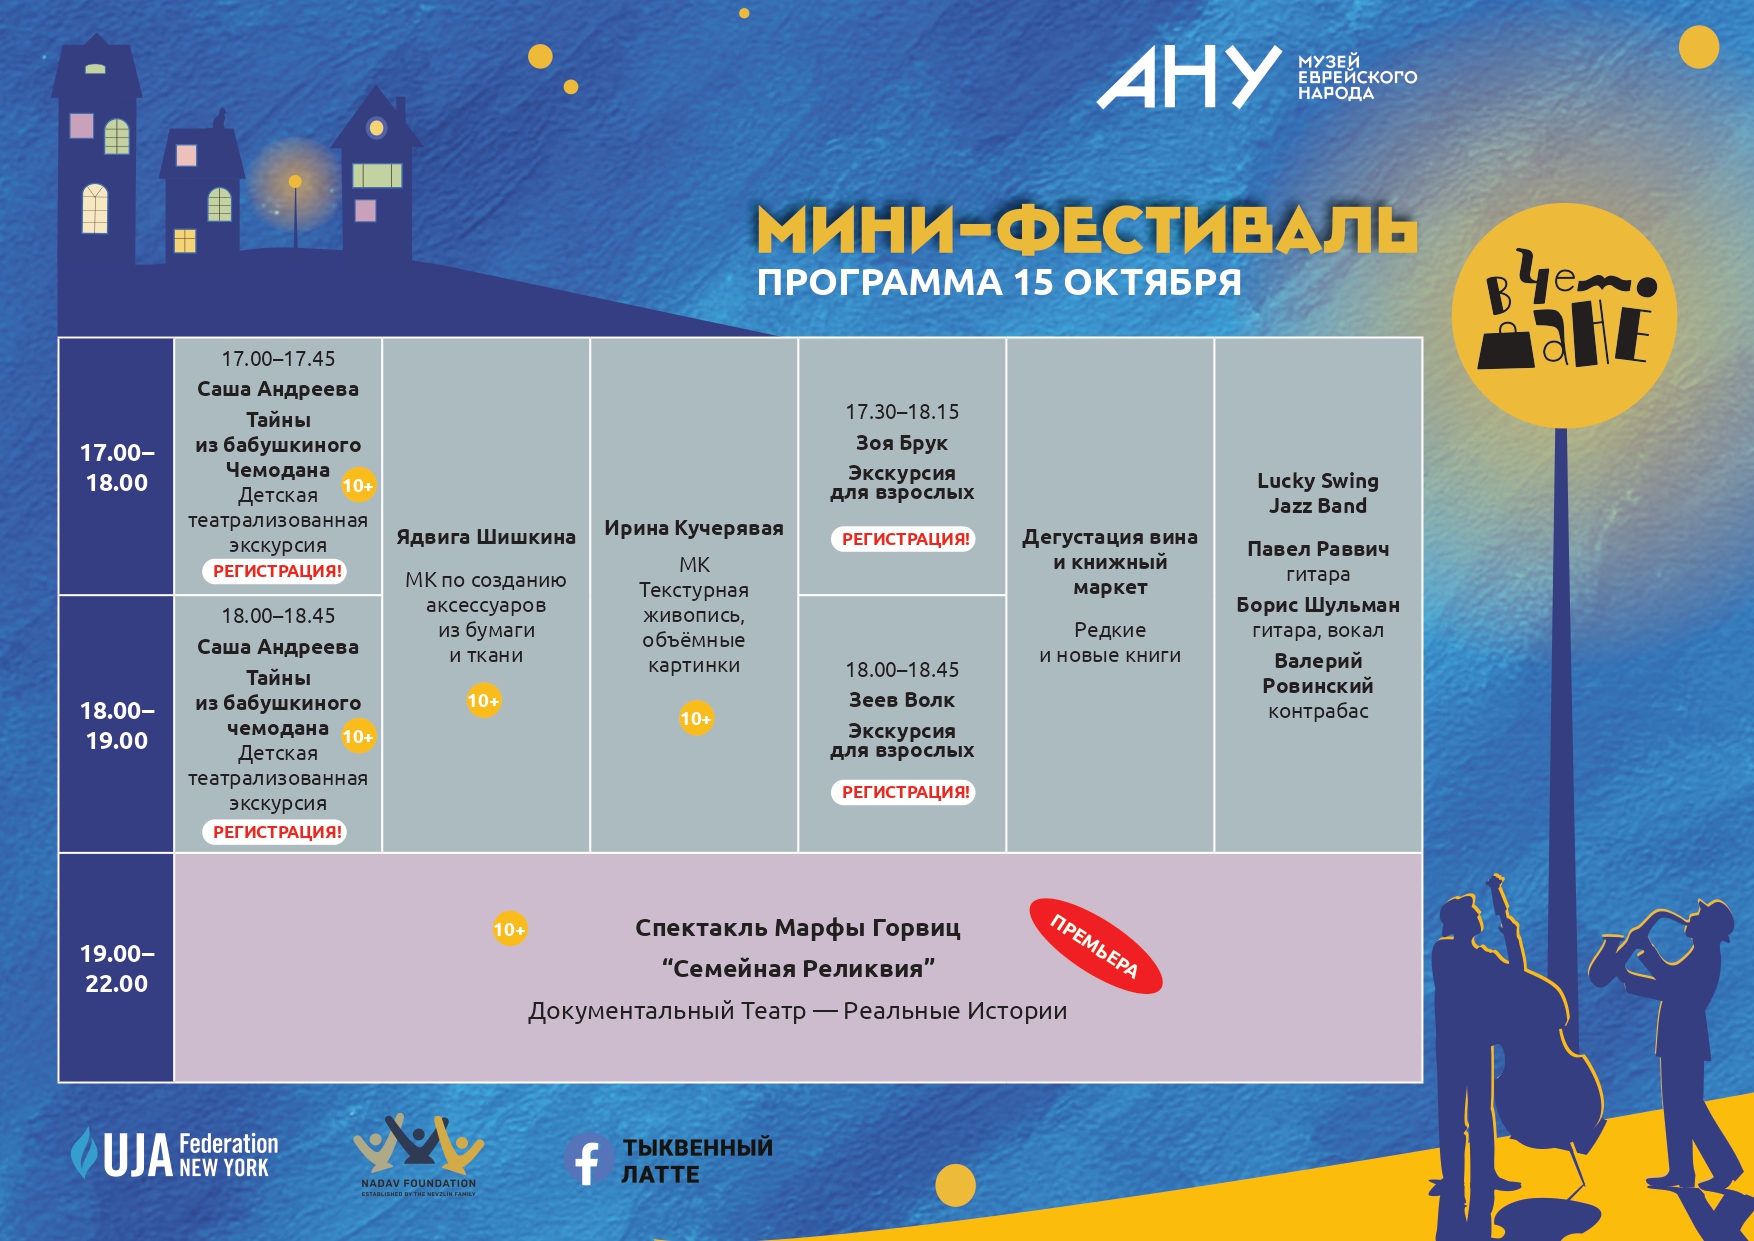 АНУ
МУЗЕЙ
ЕВРЕЙСКОГО
НАРОДА
МИНИ-ФЕСТИВАЛЬ
ПРОГРАММА 15 ОКТЯБРЯ
В Чемо
дАНЕ
17.00–
18.00
17.00–17.45
Саша Андреева
Тайны
из бабушкиного
Чемодана
10+
Детская
театрализованная
экскурсия
РЕГИСТРАЦИЯ!
18.00–
19.00
18.00–18.45
Саша Андреева
Тайны
из бабушкиного
чемодана
10+
Детская
театрализованная
экскурсия
РЕГИСТРАЦИЯ!
Ядвига Шишкина
МК по созданию
аксессуаров
из бумаги
и ткани
10+
Ирина Кучерявая
МК
Текстурная
живопись,
объёмные
картинки
10+
17.30–18.15
Зоя Брук
Экскурсия
для взрослых
РЕГИСТРАЦИЯ!
18.00–18.45
Зеев Волк
Экскурсия
для взрослых
РЕГИСТРАЦИЯ!
Дегустация вина
и книжный
маркет
Редкие
и новые книги
Lucky Swing
Jazz Band
Павел Раввич
гитара
Борис Шульман
гитара, вокал
Валерий
Ровинский
контрабас
19.00–
22.00
10+
Спектакль Марфы Горвиц
“Семейная Реликвия”
Документальный Театр — Реальные Истории
ПРЕМЬЕРА
UJA Federation
NEW YORK
NADAV FOUNDATION
ESTABLISHED BY THE NEVZLIN FAMILY
f
ТЫКВЕННЫЙ
ЛАТТЕ